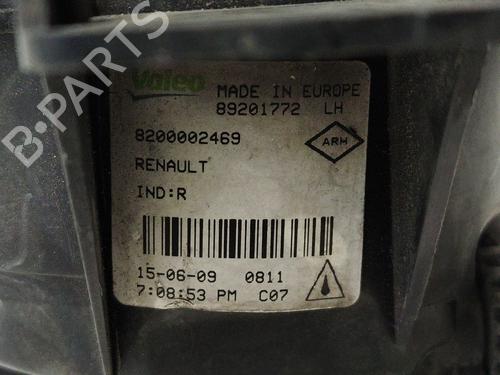 B-PARTS
Valeo
MADE IN EUROPE
89201772 LH
8200002469
ARH
RENAULT
IND:R
15-06-09 0811
7:08:53 PM C07